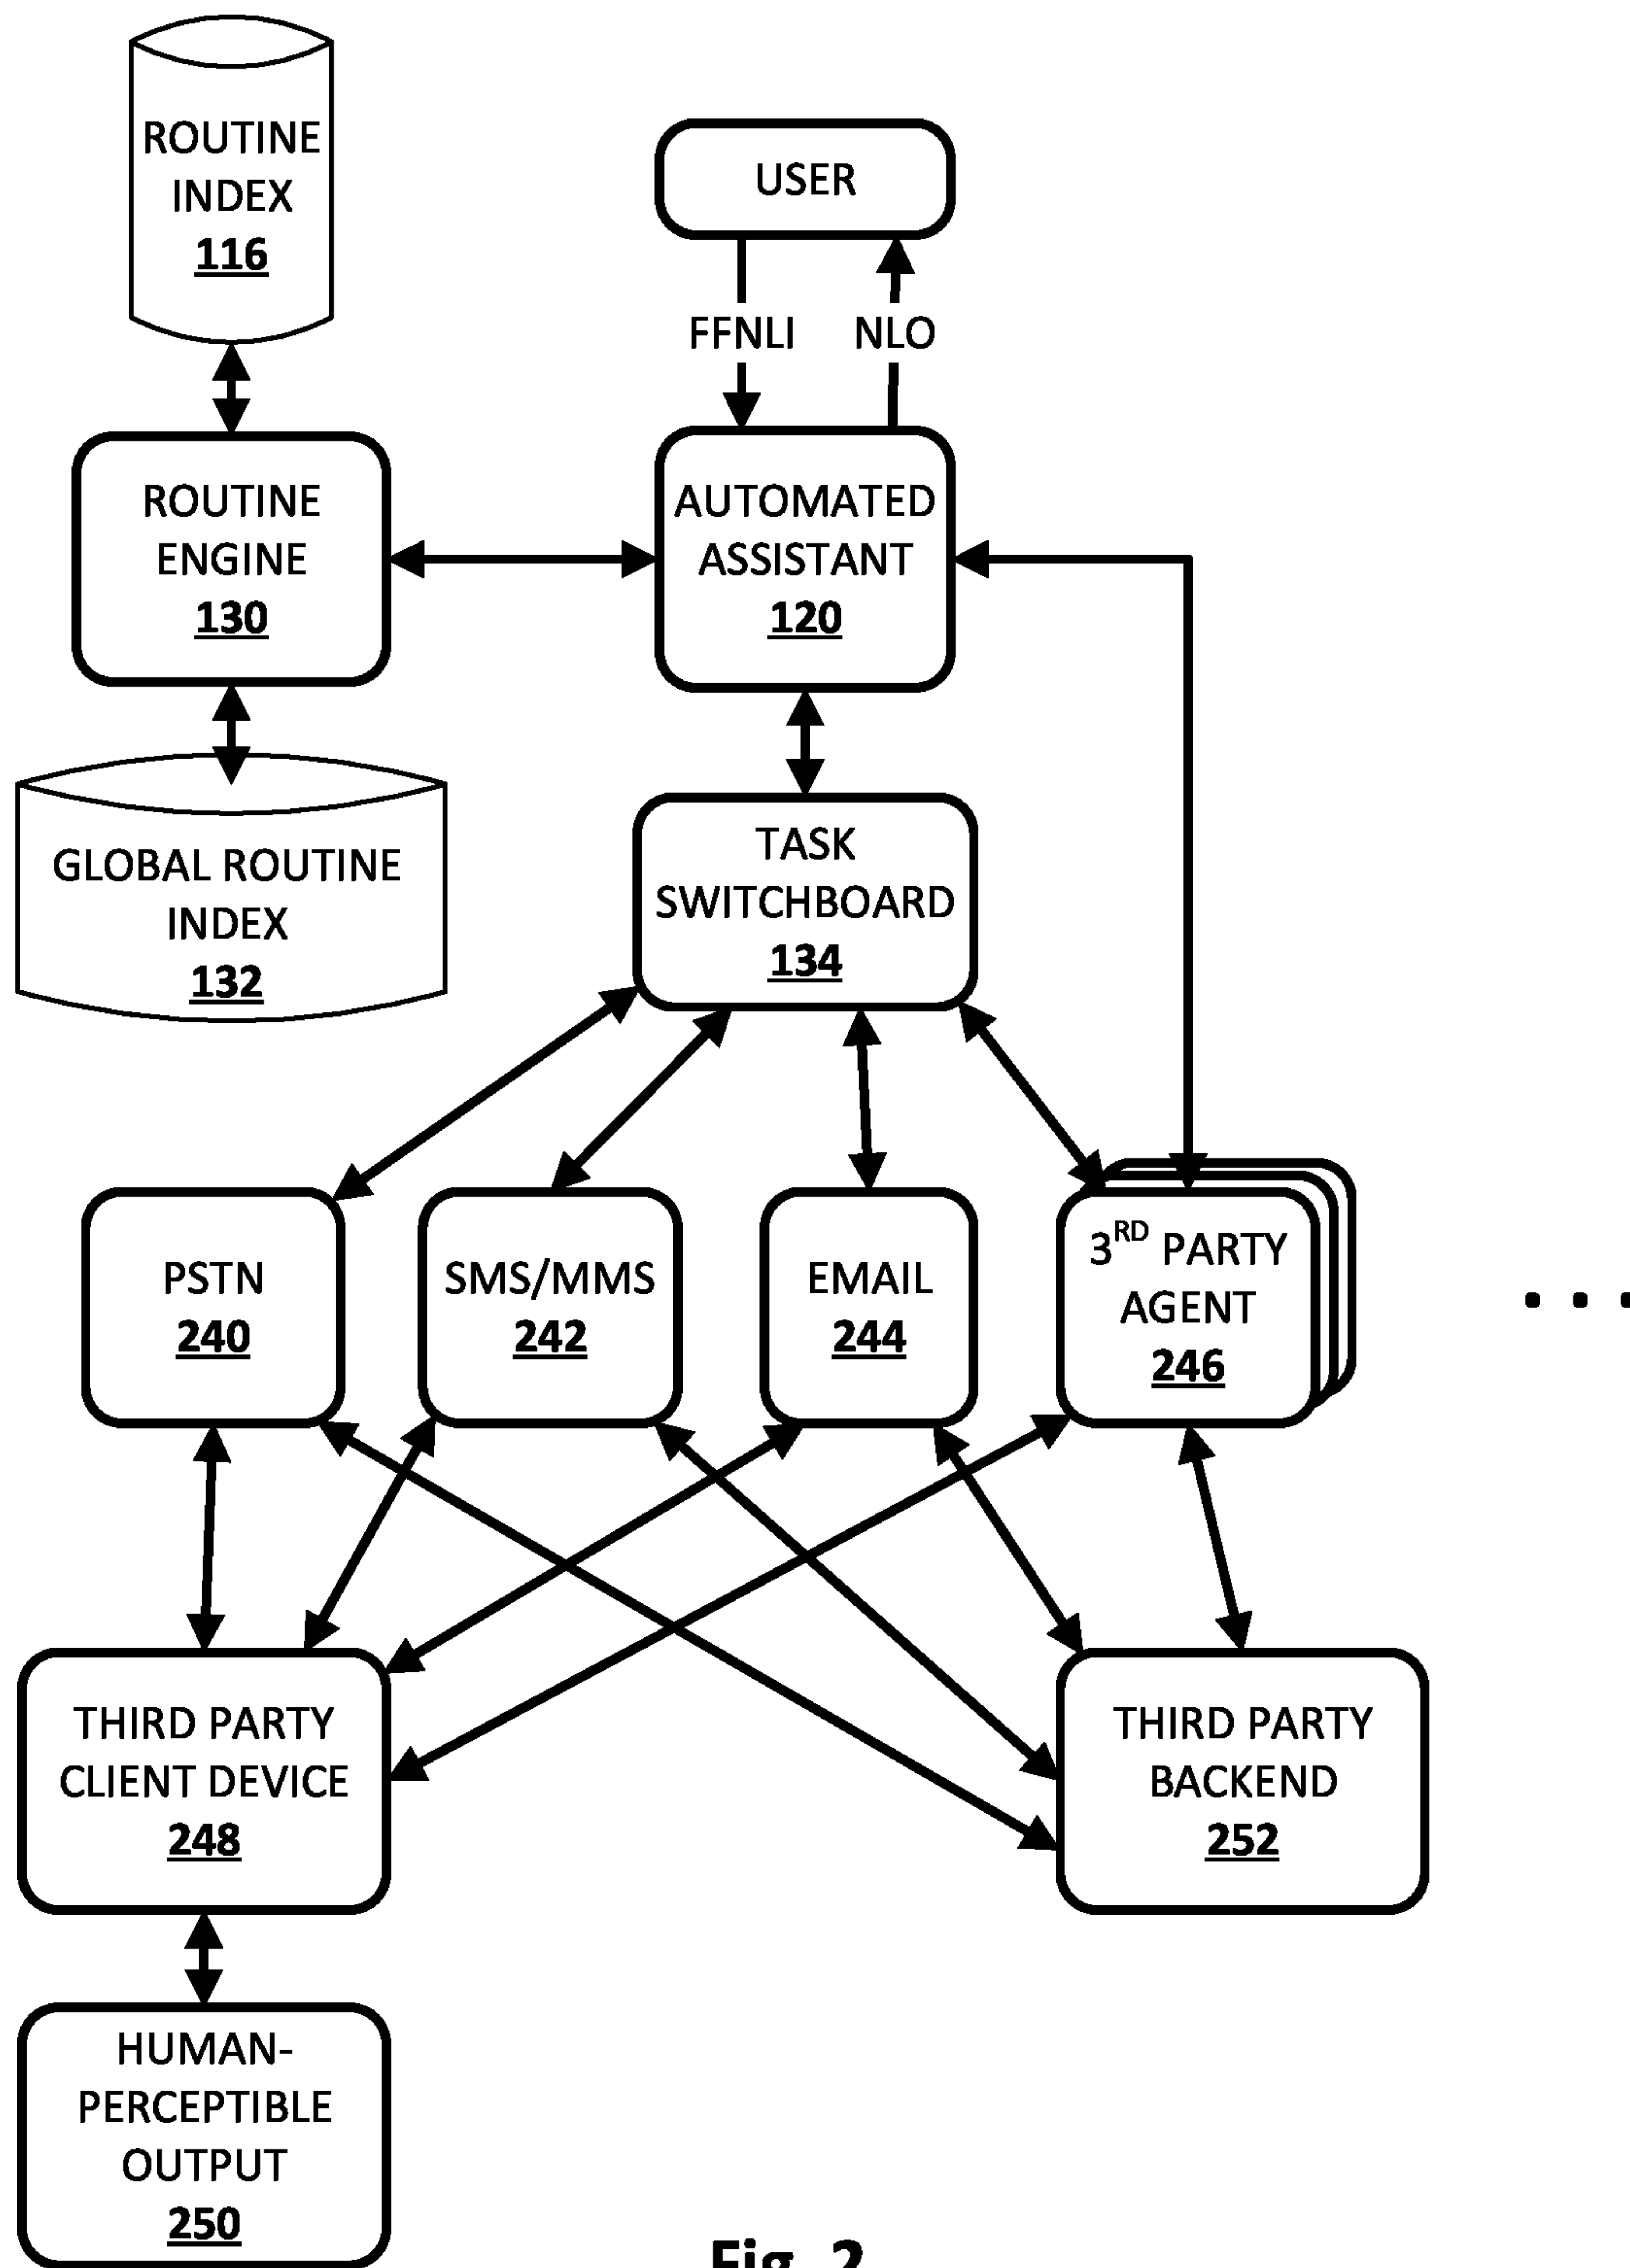 ROUTINE
INDEX
116
USER
FFNLI
NLO
ROUTINE
ENGINE
130
AUTOMATED
ASSISTANT
120
TASK
SWITCHBOARD
134
GLOBAL ROUTINE
INDEX
132
PSTN
240
SMS/MMS
242
EMAIL
244
3RD PARTY
AGENT
246
. . .
THIRD PARTY
CLIENT DEVICE
248
THIRD PARTY
BACKEND
252
HUMAN-
PERCEPTIBLE
OUTPUT
250
Fig. 2